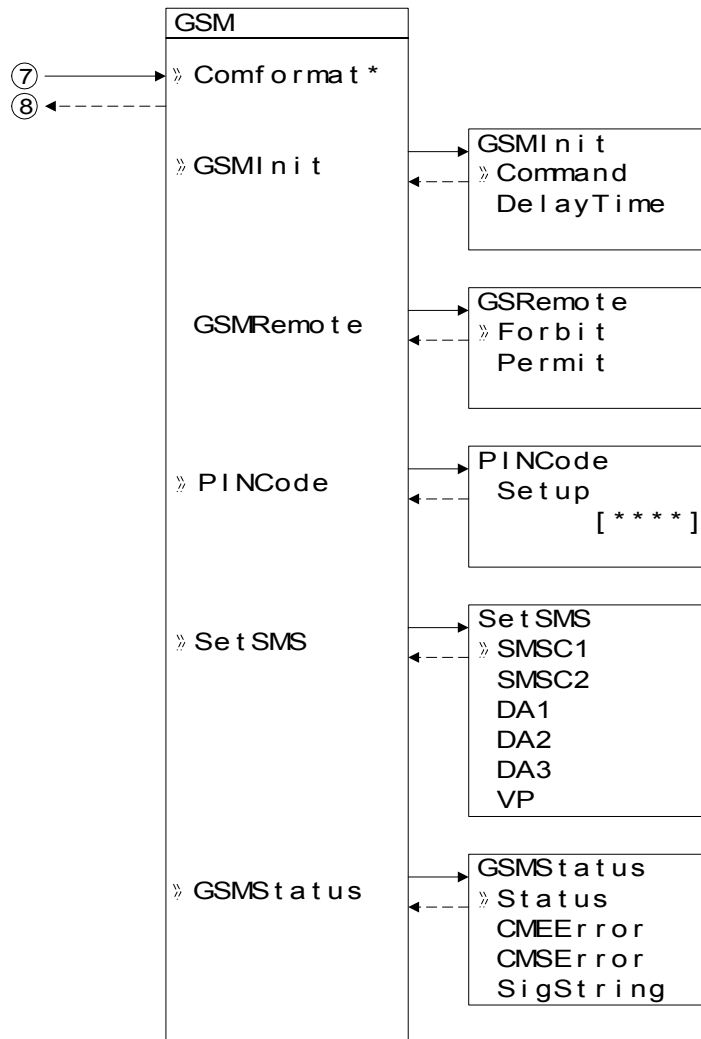 GSM
7
» Comformat*
8
» GSMInit
GSMInit
» Command
DelayTime
GSMRemote
GSRemote
» Forbit
Permit
» PINCode
PINCode
Setup
[****]
» SetSMS
SetSMS
» SMSC1
SMSC2
DA1
DA2
DA3
VP
» GSMStatus
GSMStatus
» Status
CMEError
CMSError
SigString